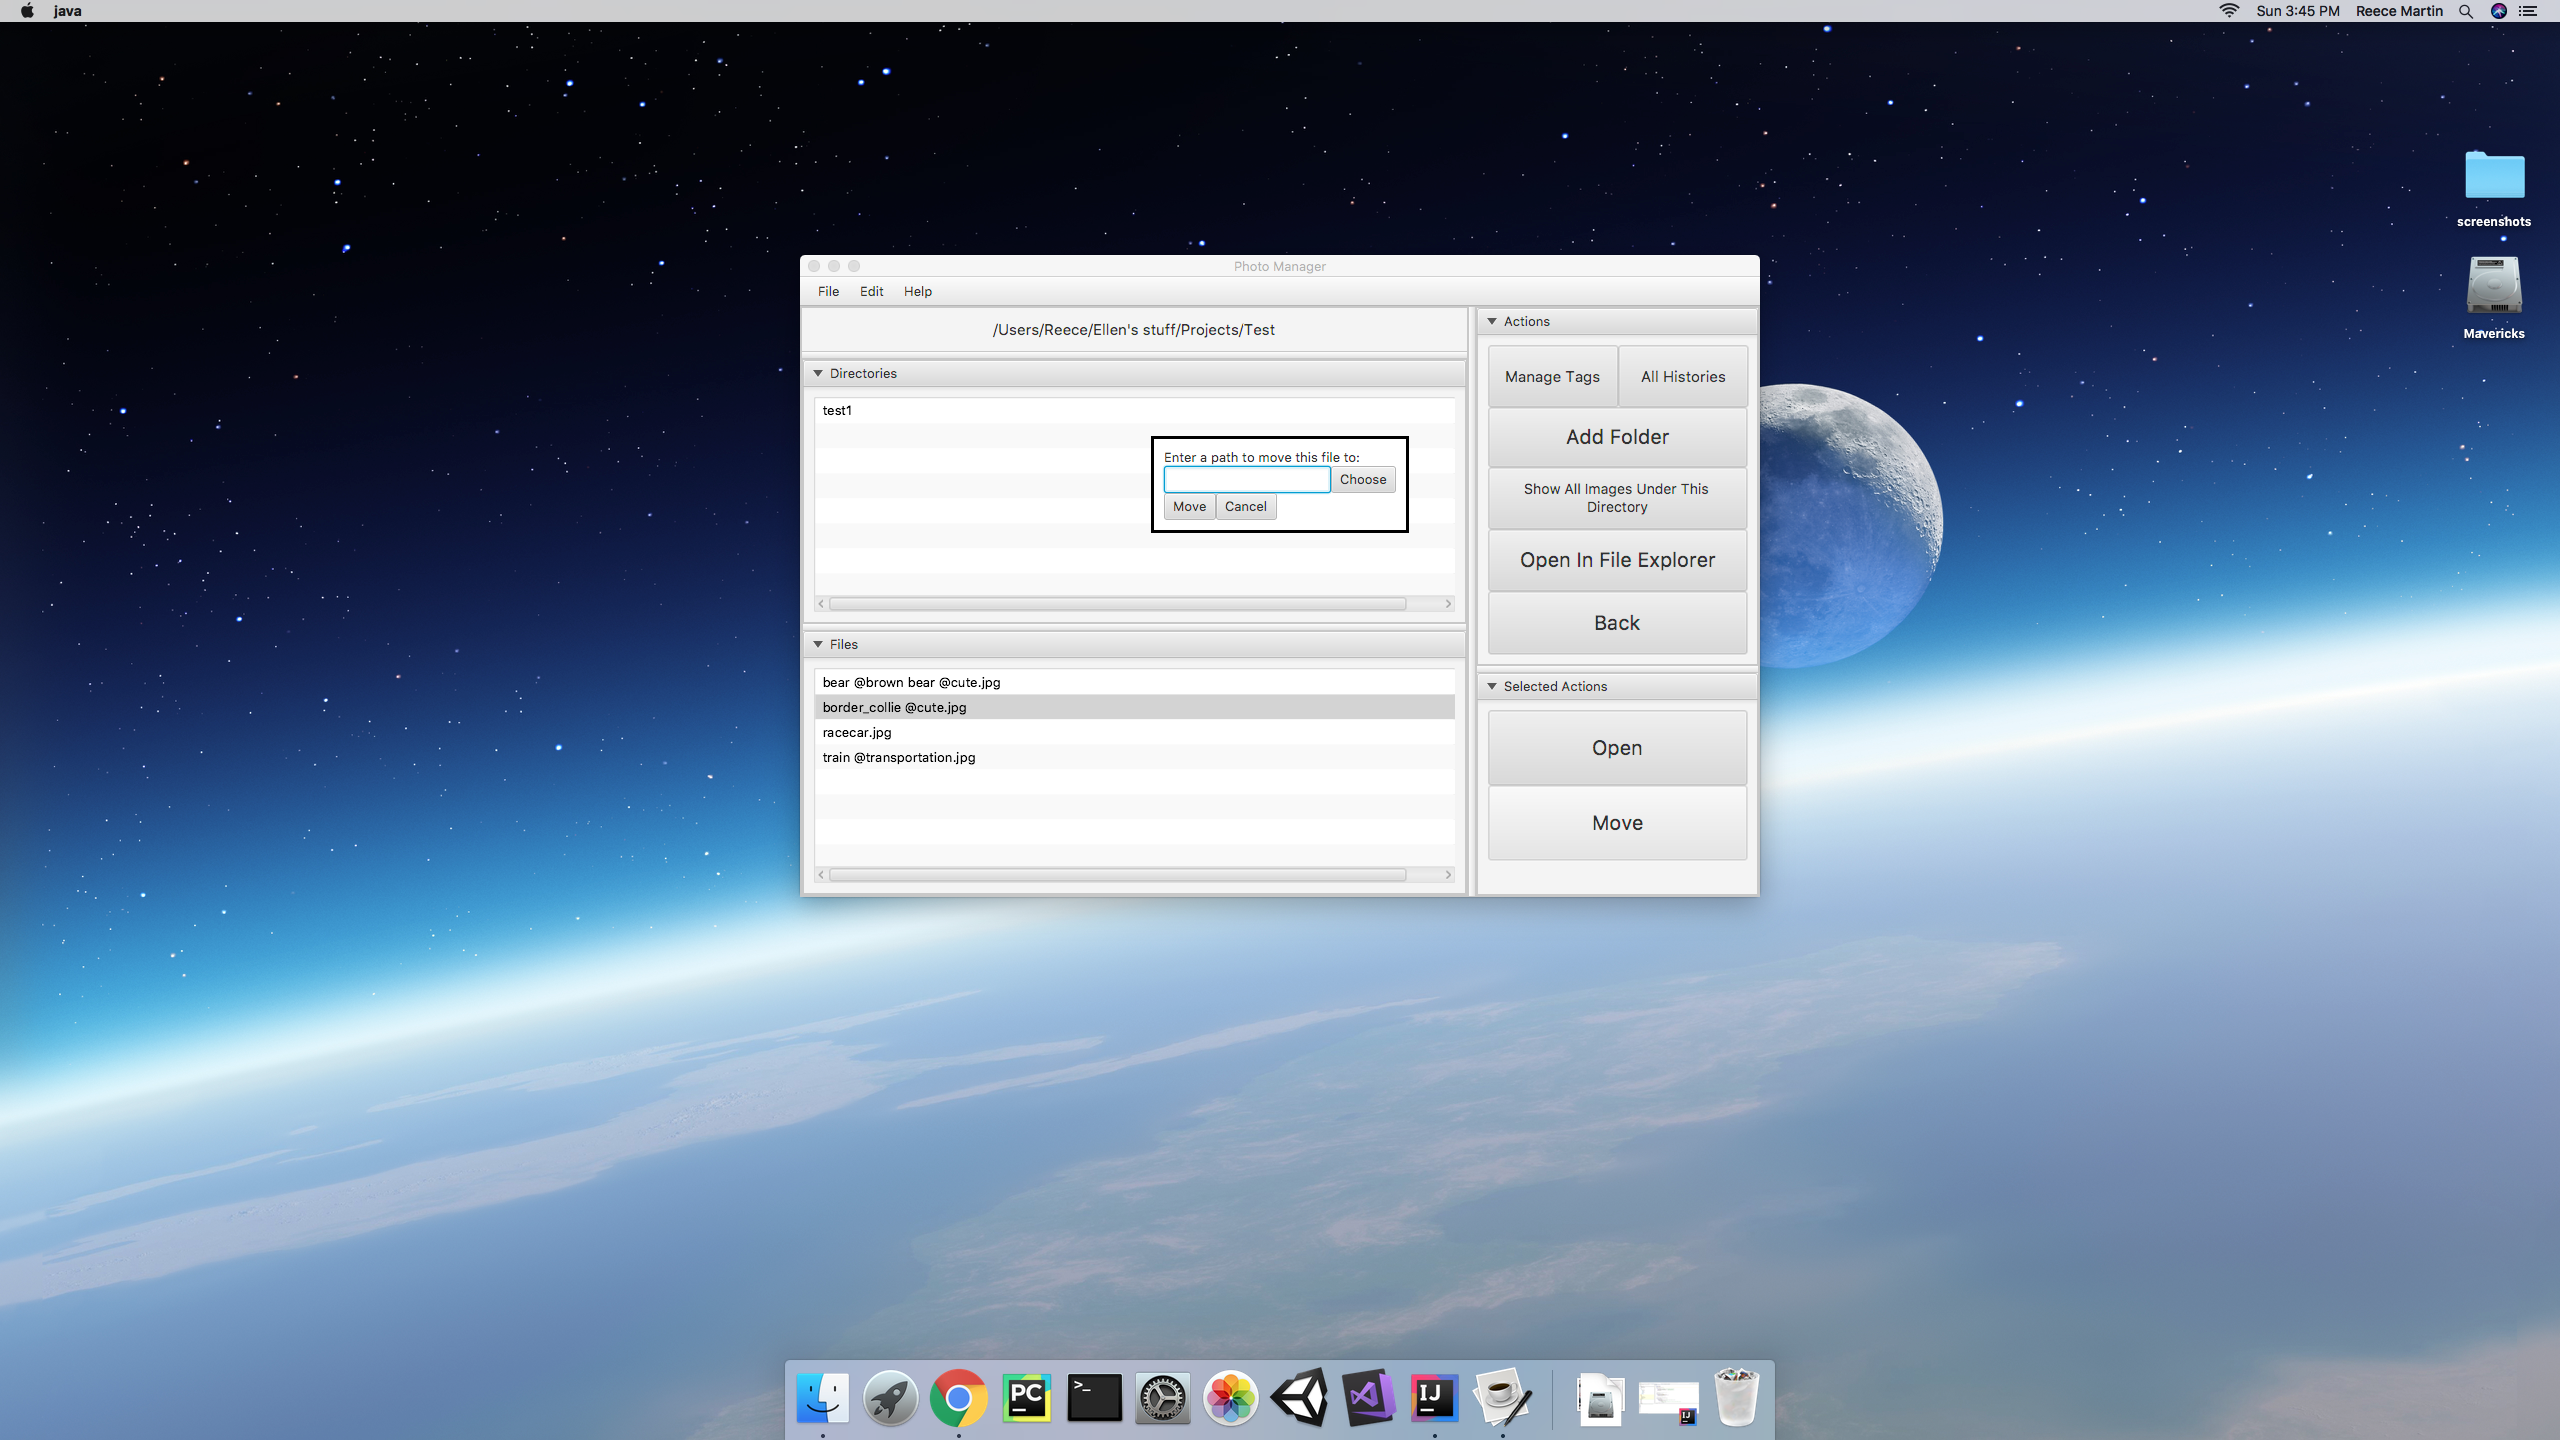 java
Sun 3:45 PM Reece Martin
screenshots
Mavericks
Photo Manager
File Edit Help
/Users/Reece/Ellen's stuff/Projects/Test
Directories
test1
Enter a path to move this file to:
Choose
Move Cancel
Files
bear @brown bear @cute.jpg
border_collie @cute.jpg
racecar.jpg
train @transportation.jpg
Actions
Manage Tags All Histories
Add Folder
Show All Images Under This
Directory
Open In File Explorer
Back
Selected Actions
Open
Move
PC
>_
IJ
IJ